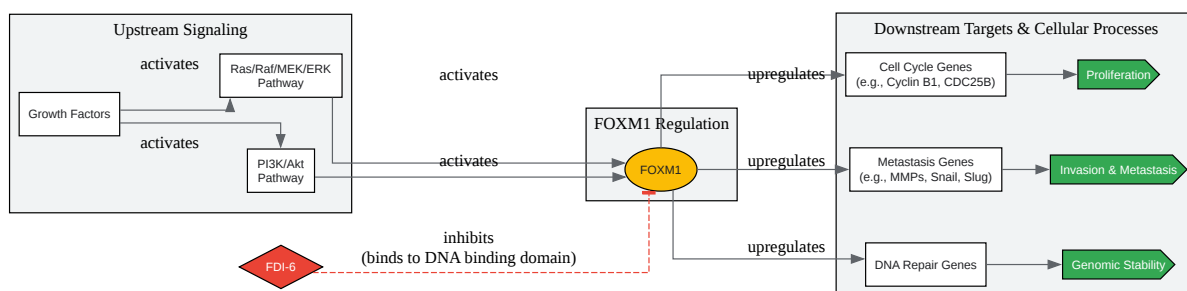 Upstream Signaling
activates
Ras/Raf/MEK/ERK
Pathway
Growth Factors
activates
PI3K/Akt
Pathway
activates
activates
FOXM1 Regulation
FOXM1
inhibits
(binds to DNA binding domain)
FDI-6
upregulates
upregulates
upregulates
Downstream Targets & Cellular Processes
Cell Cycle Genes
(e.g., Cyclin B1, CDC25B)
Proliferation
Metastasis Genes
(e.g., MMPs, Snail, Slug)
Invasion & Metastasis
DNA Repair Genes
Genomic Stability